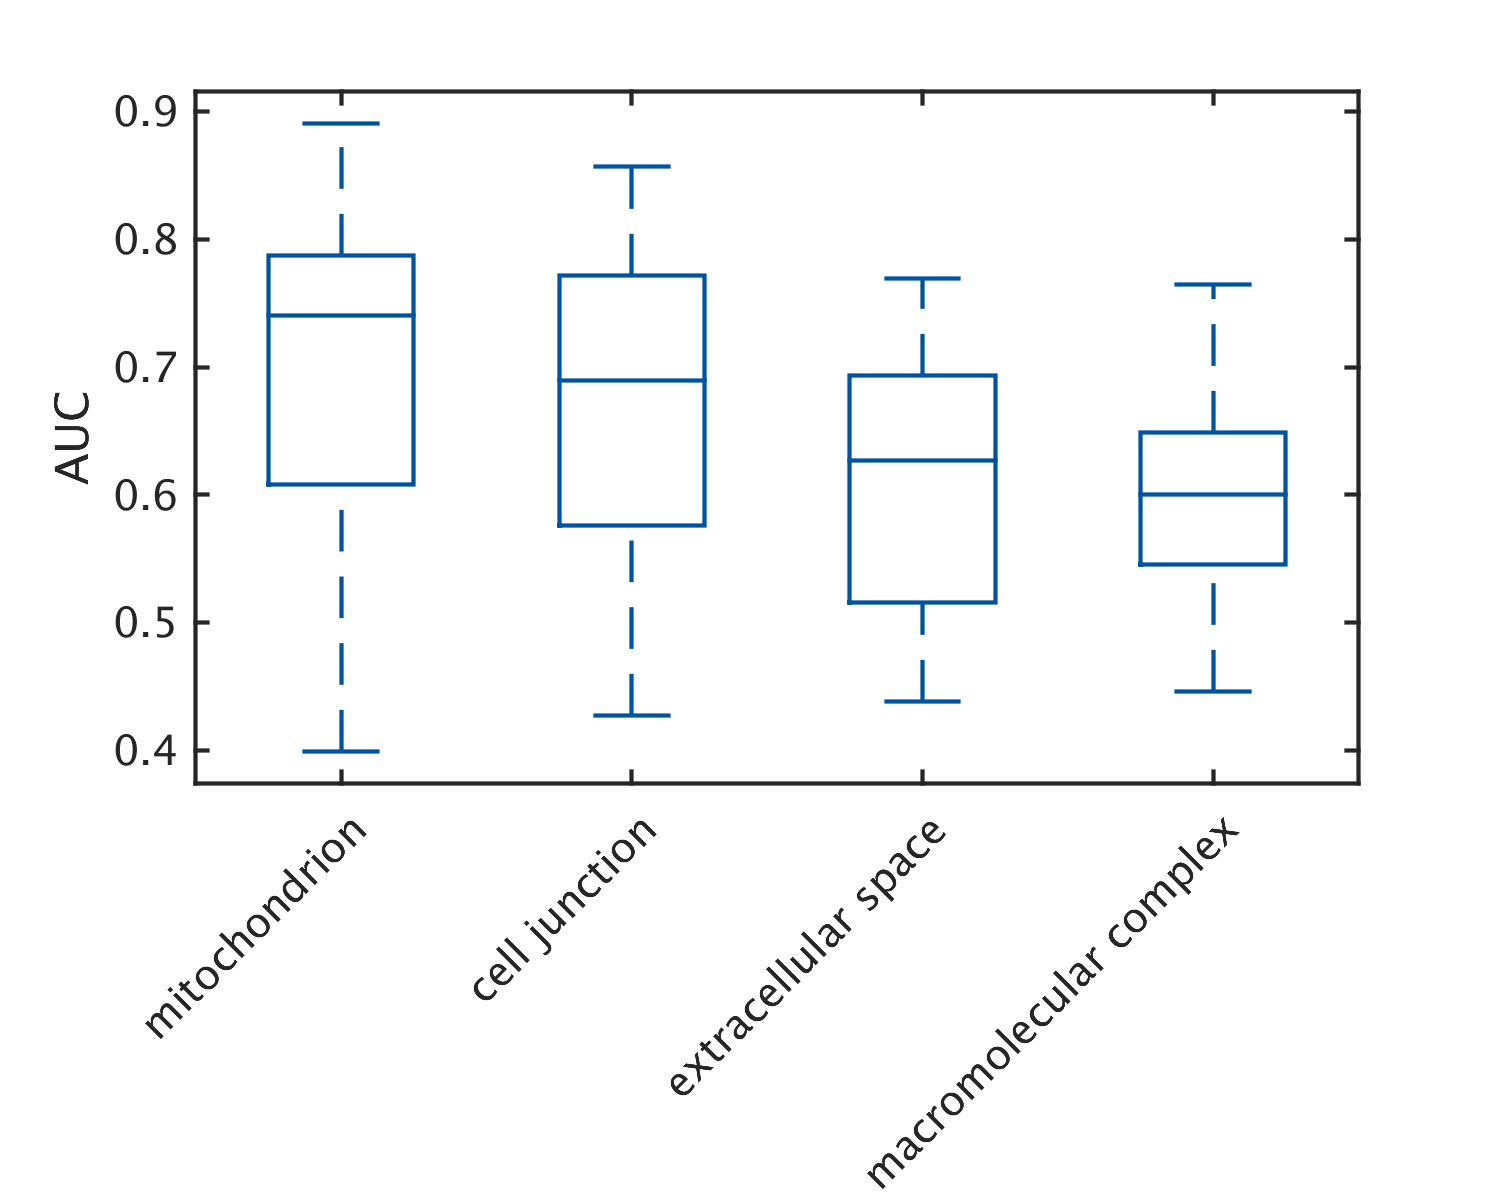 0.9
0.8
0.7
0.6
0.5
0.4
AUC
mitochondrion
cell junction
extracellular space
macromolecular complex